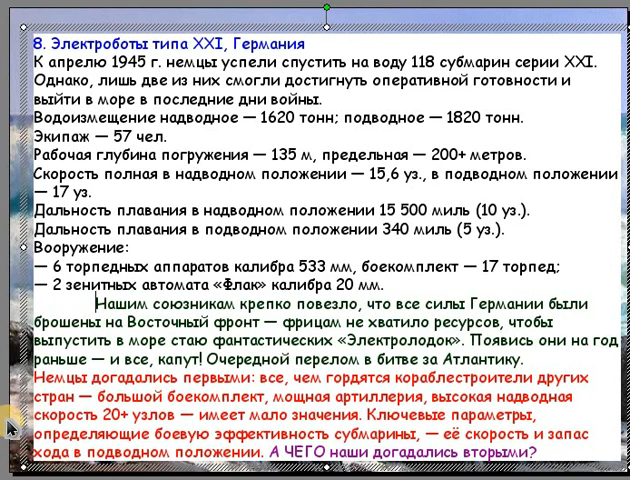 8. Электроботы типа XXI, Германия
К апрелю 1945 г. немцы успели спустить на воду 118 субмарин серии XXI.
Однако, лишь две из них смогли достигнуть оперативной готовности и
выйти в море в последние дни войны.
Водоизмещение надводное — 1620 тонн; подводное — 1820 тонн.
Экипаж — 57 чел.
Рабочая глубина погружения — 135 м, предельная — 200+ метров.
Скорость полная в надводном положении — 15,6 уз., в подводном положении
— 17 уз.
Дальность плавания в надводном положении 15 500 миль (10 уз.).
Дальность плавания в подводном положении 340 миль (5 уз.).
Вооружение:
— 6 торпедных аппаратов калибра 533 мм, боекомплект — 17 торпед;
— 2 зенитных автомата «Флак» калибра 20 мм.
Нашим союзникам крепко повезло, что все силы Германии были
брошены на Восточный фронт — фрицам не хватило ресурсов, чтобы
выпустить в море стаю фантастических «Электролодок». Появись они на год
раньше — и все, капут! Очередной перелом в битве за Атлантику.
Немцы догадались первыми: все, чем гордятся кораблестроители других
стран — большой боекомплект, мощная артиллерия, высокая надводная
скорость 20+ узлов — имеет мало значения. Ключевые параметры,
определяющие боевую эффективность субмарины, — её скорость и запас
хода в подводном положении. А ЧЕГО наши догадались вторыми?